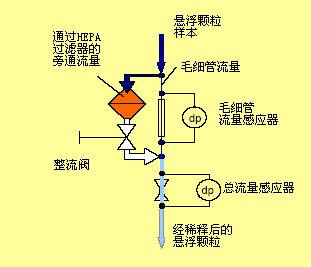 悬浮颗粒
样本
通过HEPA
过滤器的
旁通流量
毛细管流量
毛细管
流量感应器
dp
整流阀
dp
总流量感应器
经稀释后的
悬浮颗粒